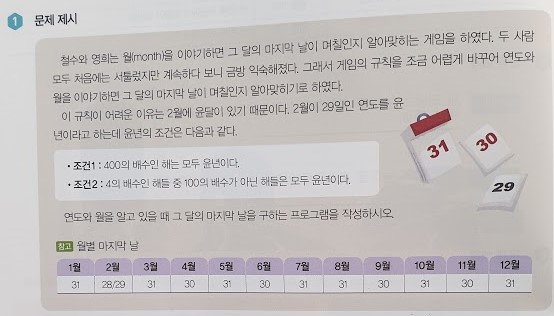 1 문제 제시
철수와 영희는 월(month)을 이야기하면 그 달의 마지막 날이 며칠인지 알아맞히는 게임을 하였다. 두 사람
모두 처음에는 서툴렀지만 계속하다 보니 금방 익숙해졌다. 그래서 게임의 규칙을 조금 어렵게 바꾸어 연도와
월을 이야기하면 그 달의 마지막 날이 며칠인지 알아맞히기로 하였다.
이 규칙이 어려운 이유는 2월에 윤달이 있기 때문이다. 2월이 29일인 연도를 윤
년이라고 하는데 윤년의 조건은 다음과 같다.
• 조건1 : 400의 배수인 해는 모두 윤년이다.
• 조건2 : 4의 배수인 해들 중 100의 배수가 아닌 해들은 모두 윤년이다.
31
30
29
연도와 월을 알고 있을 때 그 달의 마지막 날을 구하는 프로그램을 작성하시오.
참고 월별 마지막 날
1월 2월 3월 4월 5월 6월 7월 8월 9월 10월 11월 12월
31 28/29 31 30 31 30 31 31 30 31 30 31